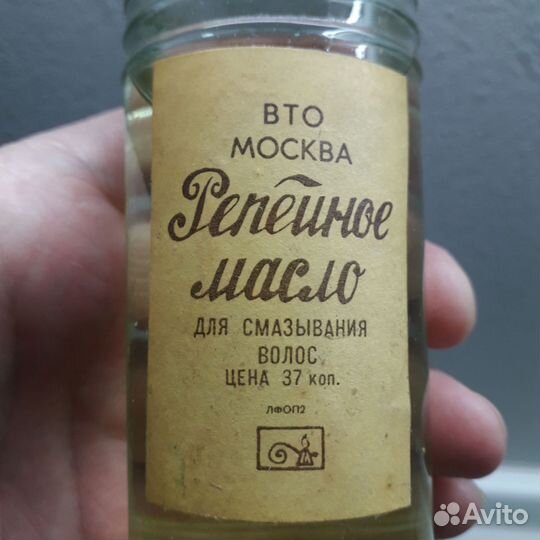 ВТО
МОСКВА
Репейное
масло
ДЛЯ СМАЗЫВАНИЯ
ВОЛОС
ЦЕНА 37 коп.
ЛФОП2
Avito